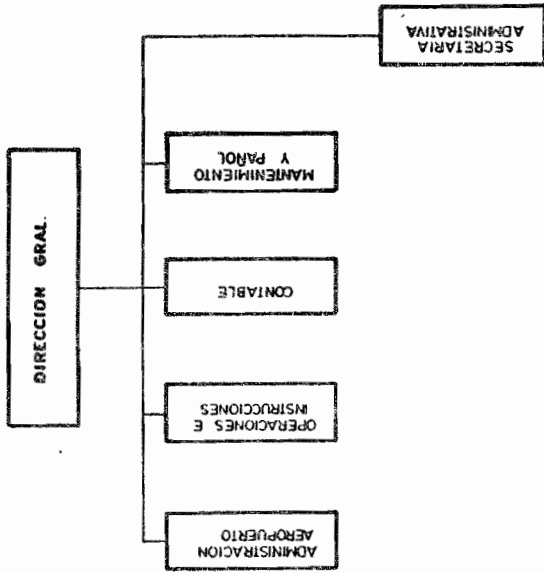 DIRECCION GRAL.
SECRETARIA
ADMINISTRATIVA
MANTENIMIENTO
Y PAÑOL
CONTABLE
OPERACIONES E
INSTRUCCIONES
ADMINISTRACION
AEROPUERTO